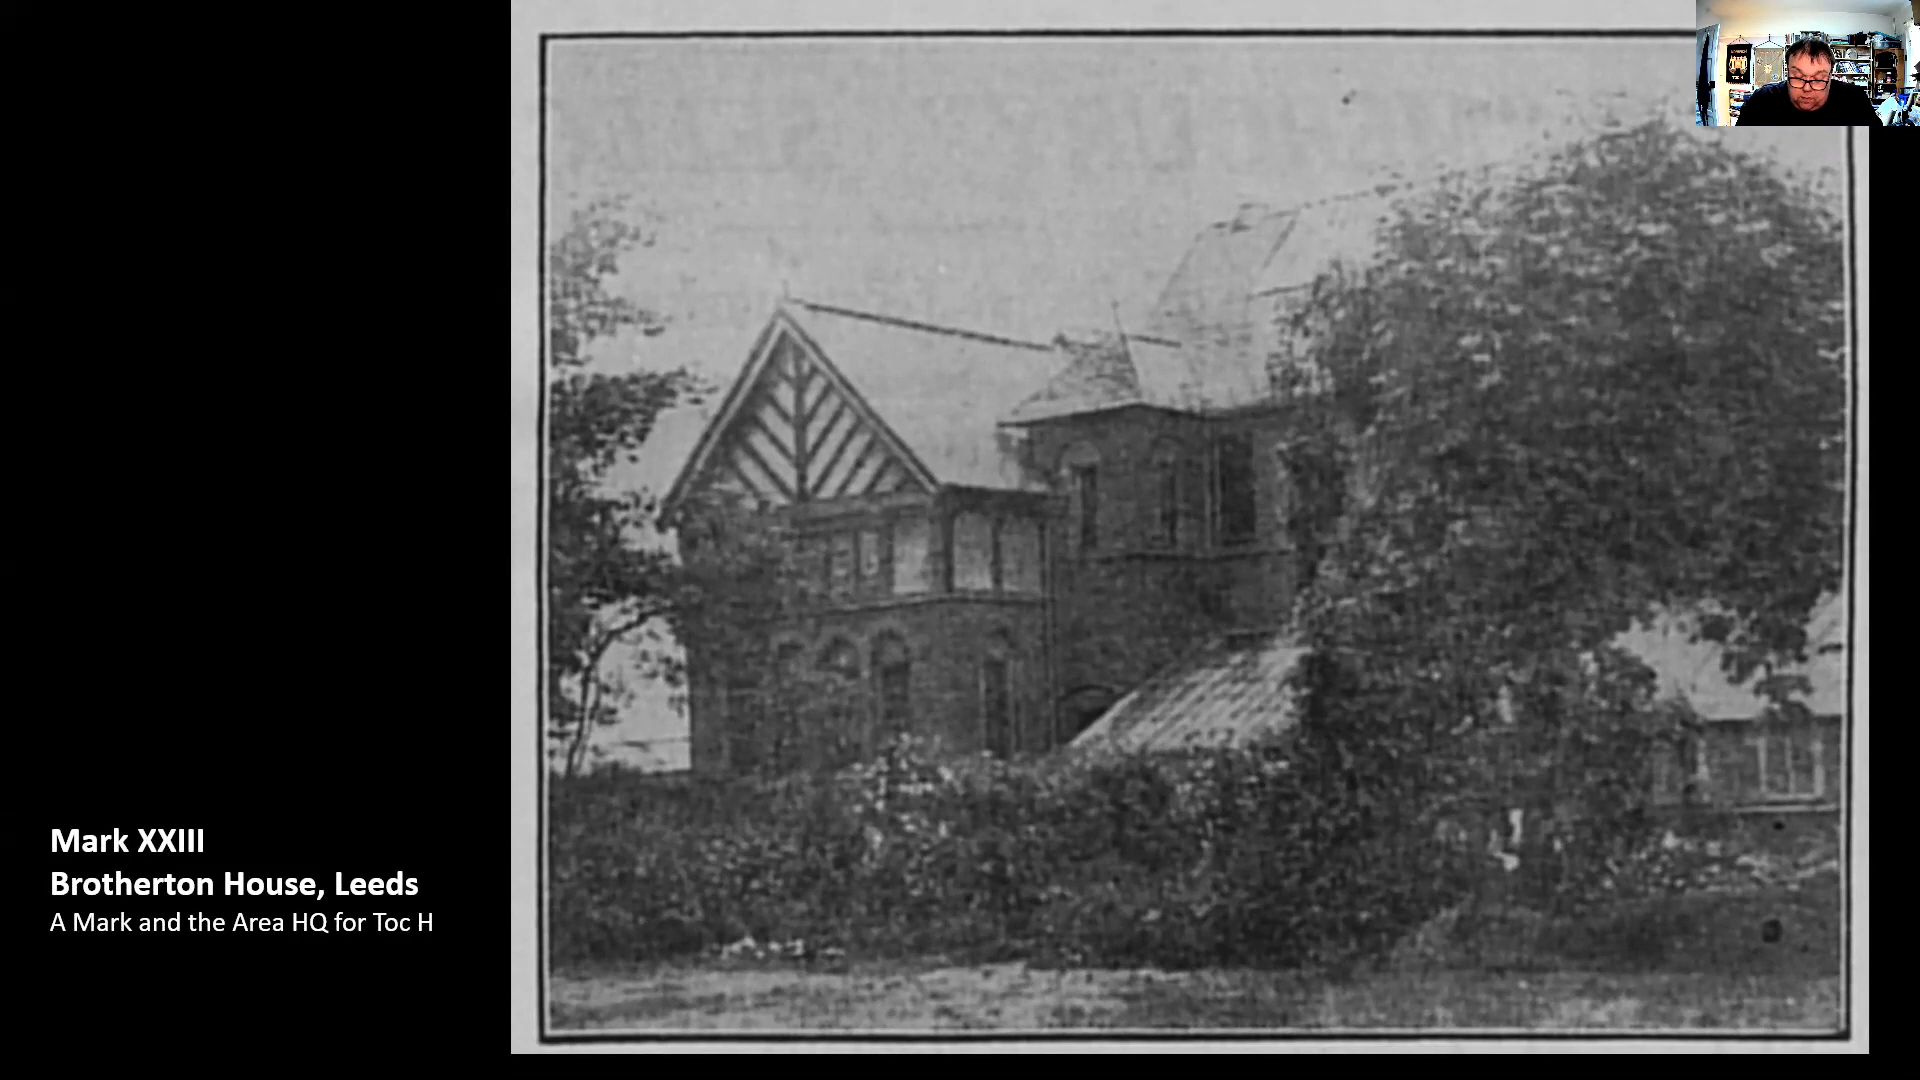 Mark XXIII
Brotherton House, Leeds
A Mark and the Area HQ for Toc H